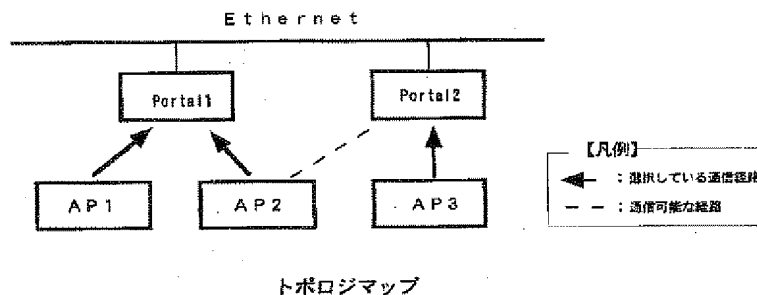 Ethernet
Portal1
Portal2
AP1
AP2
AP3
【凡例】
：選択している通信経路
：通信可能な経路
トポロジマップ